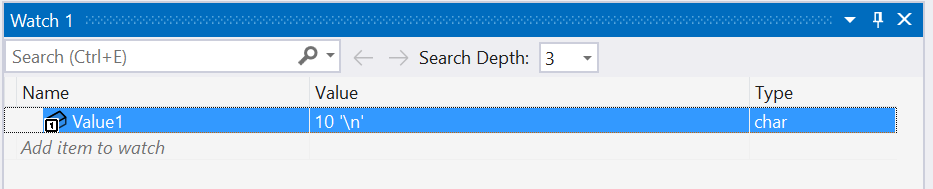 Watch 1
Search (Ctrl+E) Search Depth: 3
Name Value Type
Value1 10 '\n' char
Add item to watch